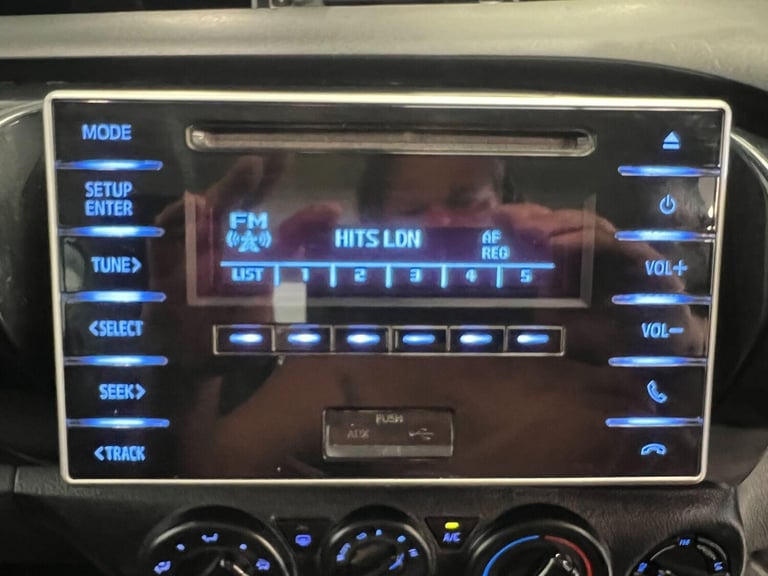 MODE
SETUP
ENTER
TUNE>
<SELECT
SEEK>
<TRACK
FM
HITS LDN
AF
REG
LIST 1 2 3 4 5
PUSH
AUX
VOL+
VOL-
A/C